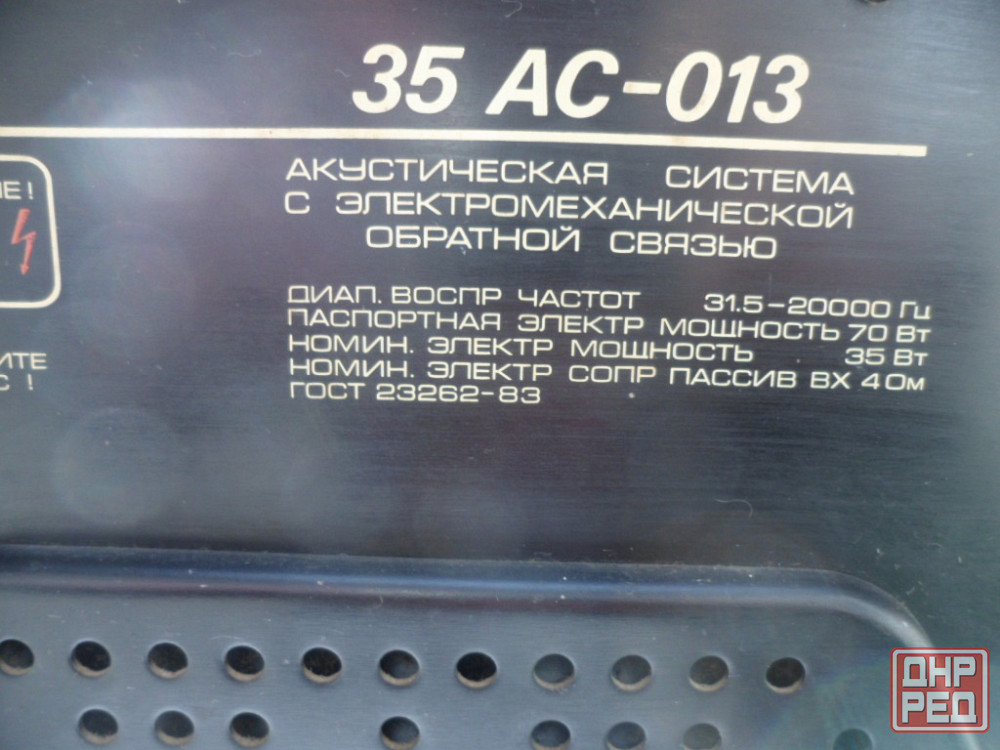 35 АС-013
АКУСТИЧЕСКАЯ СИСТЕМА
С ЭЛЕКТРОМЕХАНИЧЕСКОЙ
ОБРАТНОЙ СВЯЗЬЮ
ДИАП. ВОСПР ЧАСТОТ 31.5-20000 Гц
ПАСПОРТНАЯ ЭЛЕКТР МОЩНОСТЬ 70 Вт
НОМИН. ЭЛЕКТР МОЩНОСТЬ 35 Вт
НОМИН. ЭЛЕКТР СОПР ПАССИВ ВХ 4 Ом
ГОСТ 23262-83
ДНР
РЕД